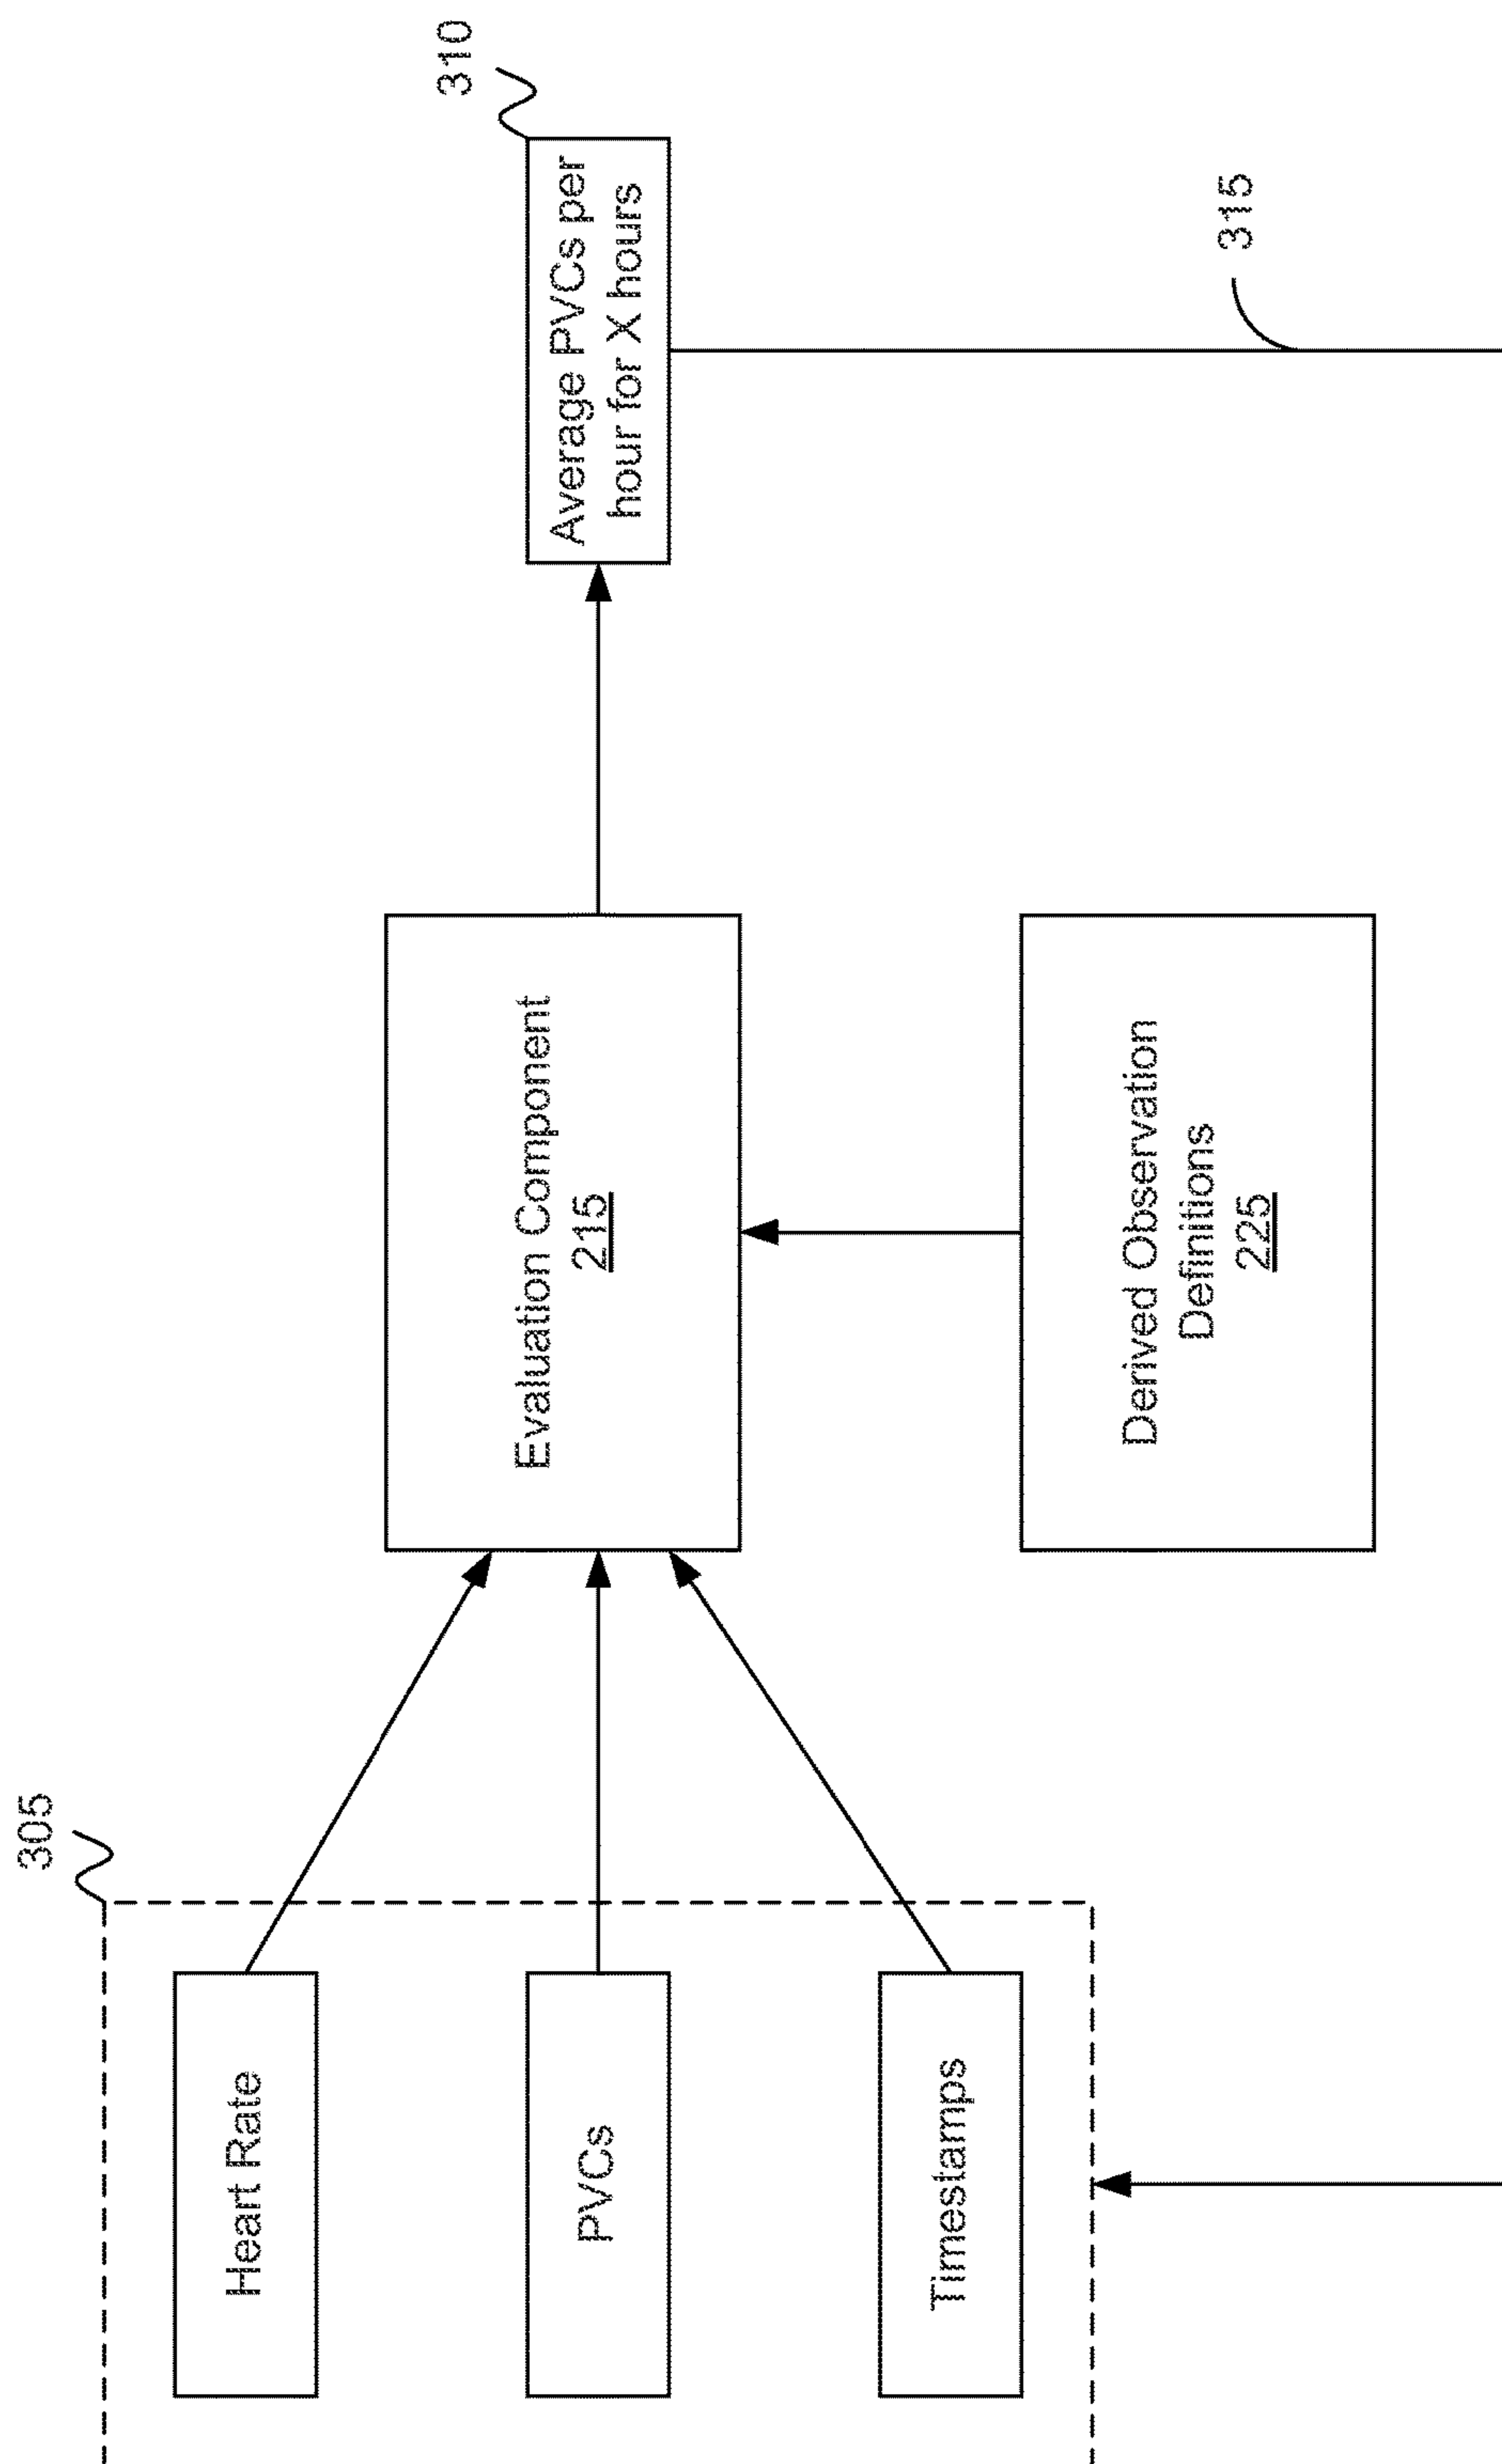 305
Heart Rate
PVCs
Timestamps
Evaluation Component
215
Derived Observation
Definitions
225
310
Average PVCs per
hour for X hours
315